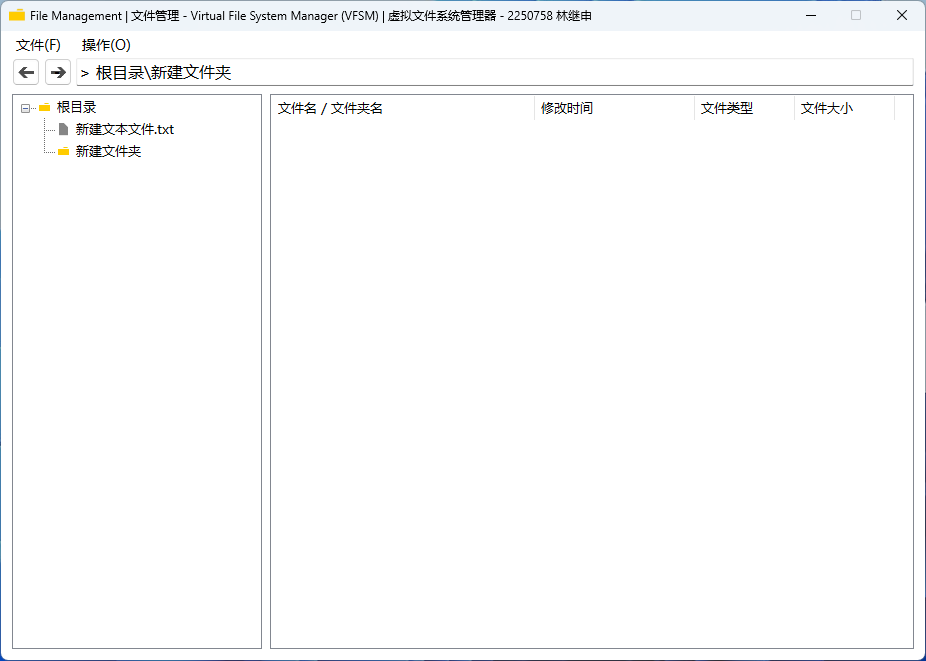 File Management | 文件管理 - Virtual File System Manager (VFSM) | 虚拟文件系统管理器 - 2250758 林继申
文件(F) 操作(O)
> 根目录\新建文件夹
根目录
新建文本文件.txt
新建文件夹
文件名 / 文件夹名 修改时间 文件类型 文件大小